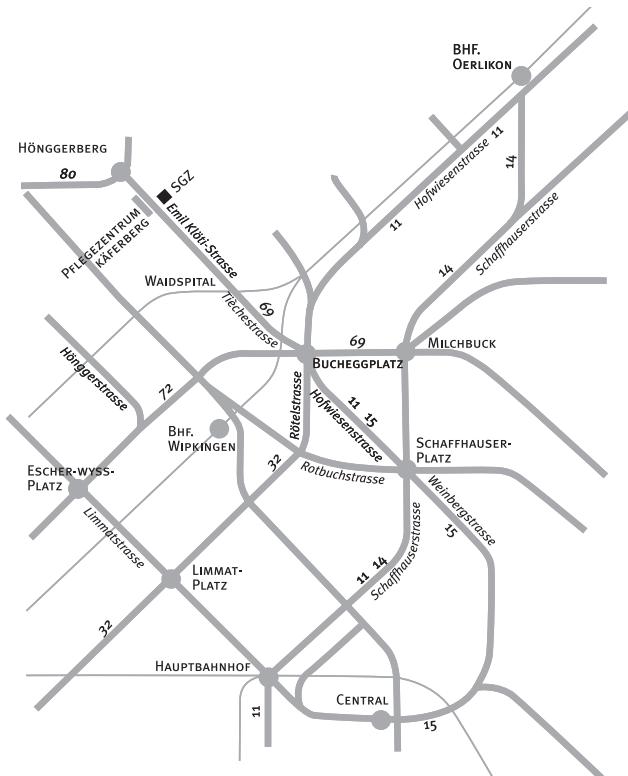 BHF.
OERLIKON
HÖNGGERBERG
80
SGZ
Emil Klöti-Strasse
PFLEGEZENTRUM
KÄFERBERG
11
Hofwiesenstrasse
14
11
Schaffhauserstrasse
14
WAIDSPITAL
Tièchestrasse
69
69
MILCHBUCK
BUCHEGGPLATZ
Hönggerstrasse
72
Rötelstrasse
Hofwiesenstrasse
11 15
BHF.
WIPKINGEN
32
Rotbuchstrasse
SCHAFFHAUSER-
PLATZ
ESCHER-WYSS-
PLATZ
Limmatstrasse
Weinbergstrasse
15
LIMMAT-
PLATZ
11 14
Schaffhauserstrasse
32
HAUPTBAHNHOF
11
CENTRAL
15